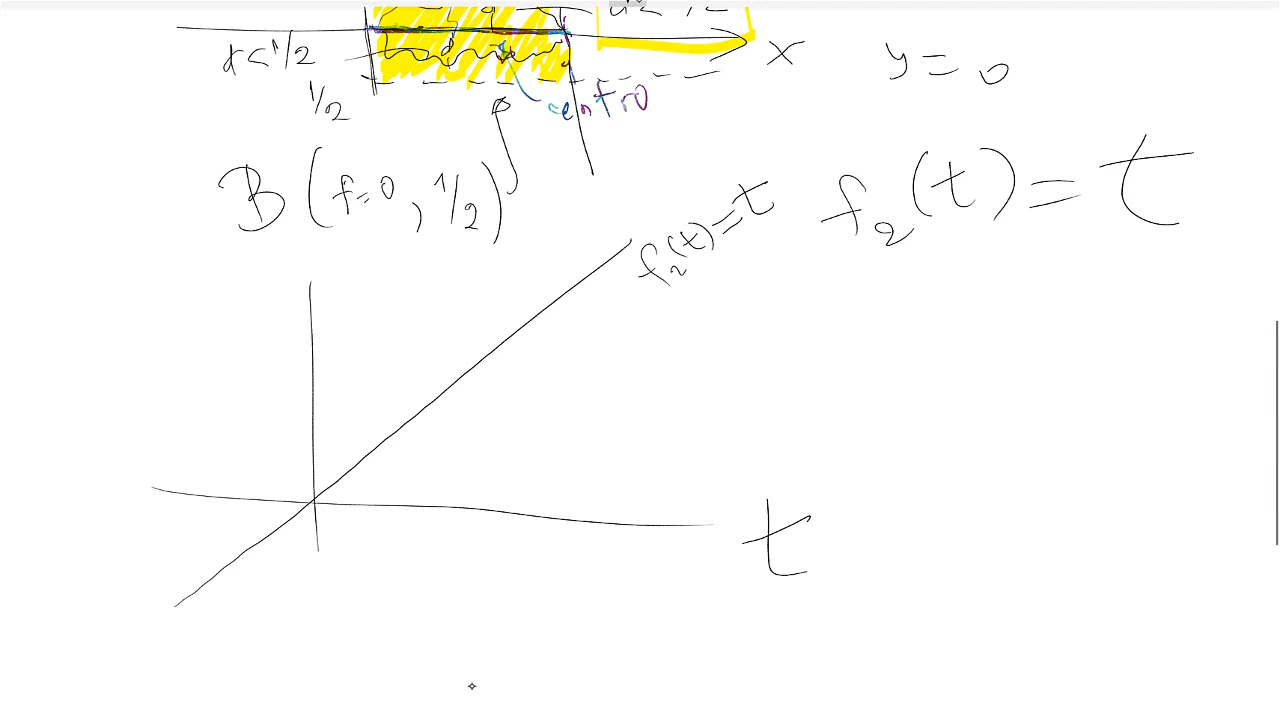 x<1/2
x
y=0
1/2
centro
B(f=0, 1/2)
f₂(t)=t
f₂(t)=t
t